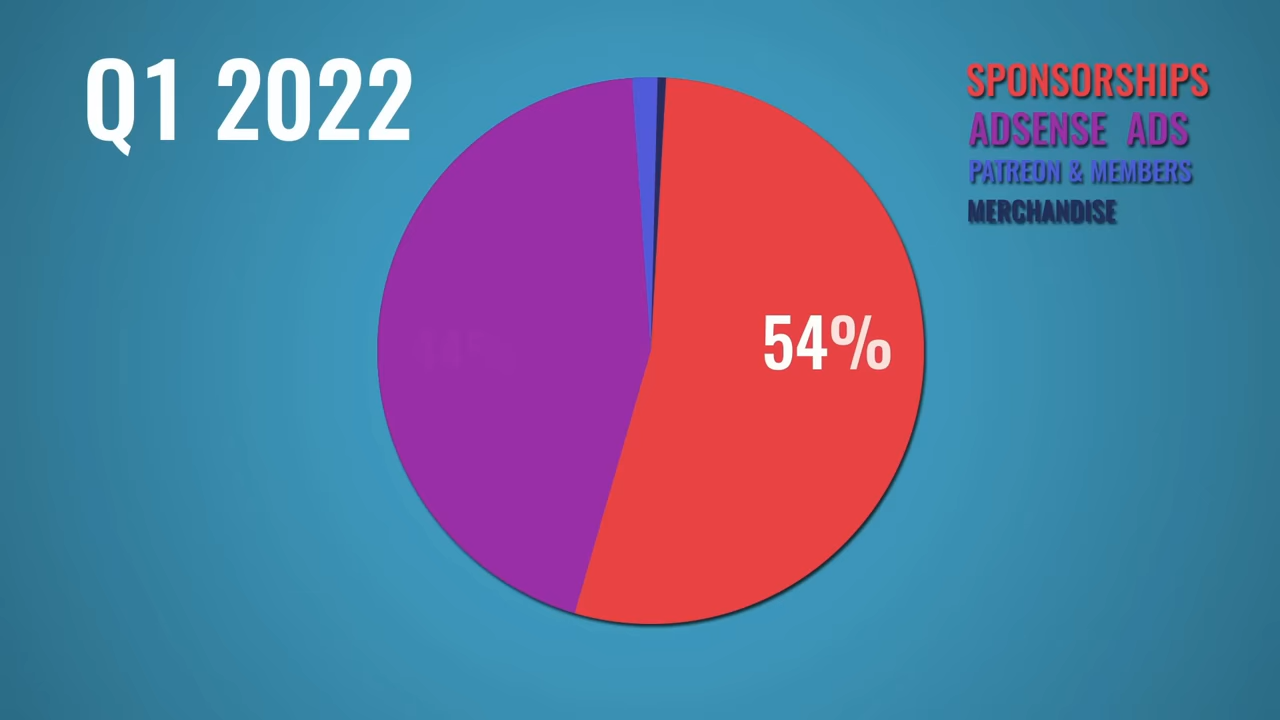 Q1 2022
SPONSORSHIPS
ADSENSE ADS
PATREON & MEMBERS
MERCHANDISE
54%